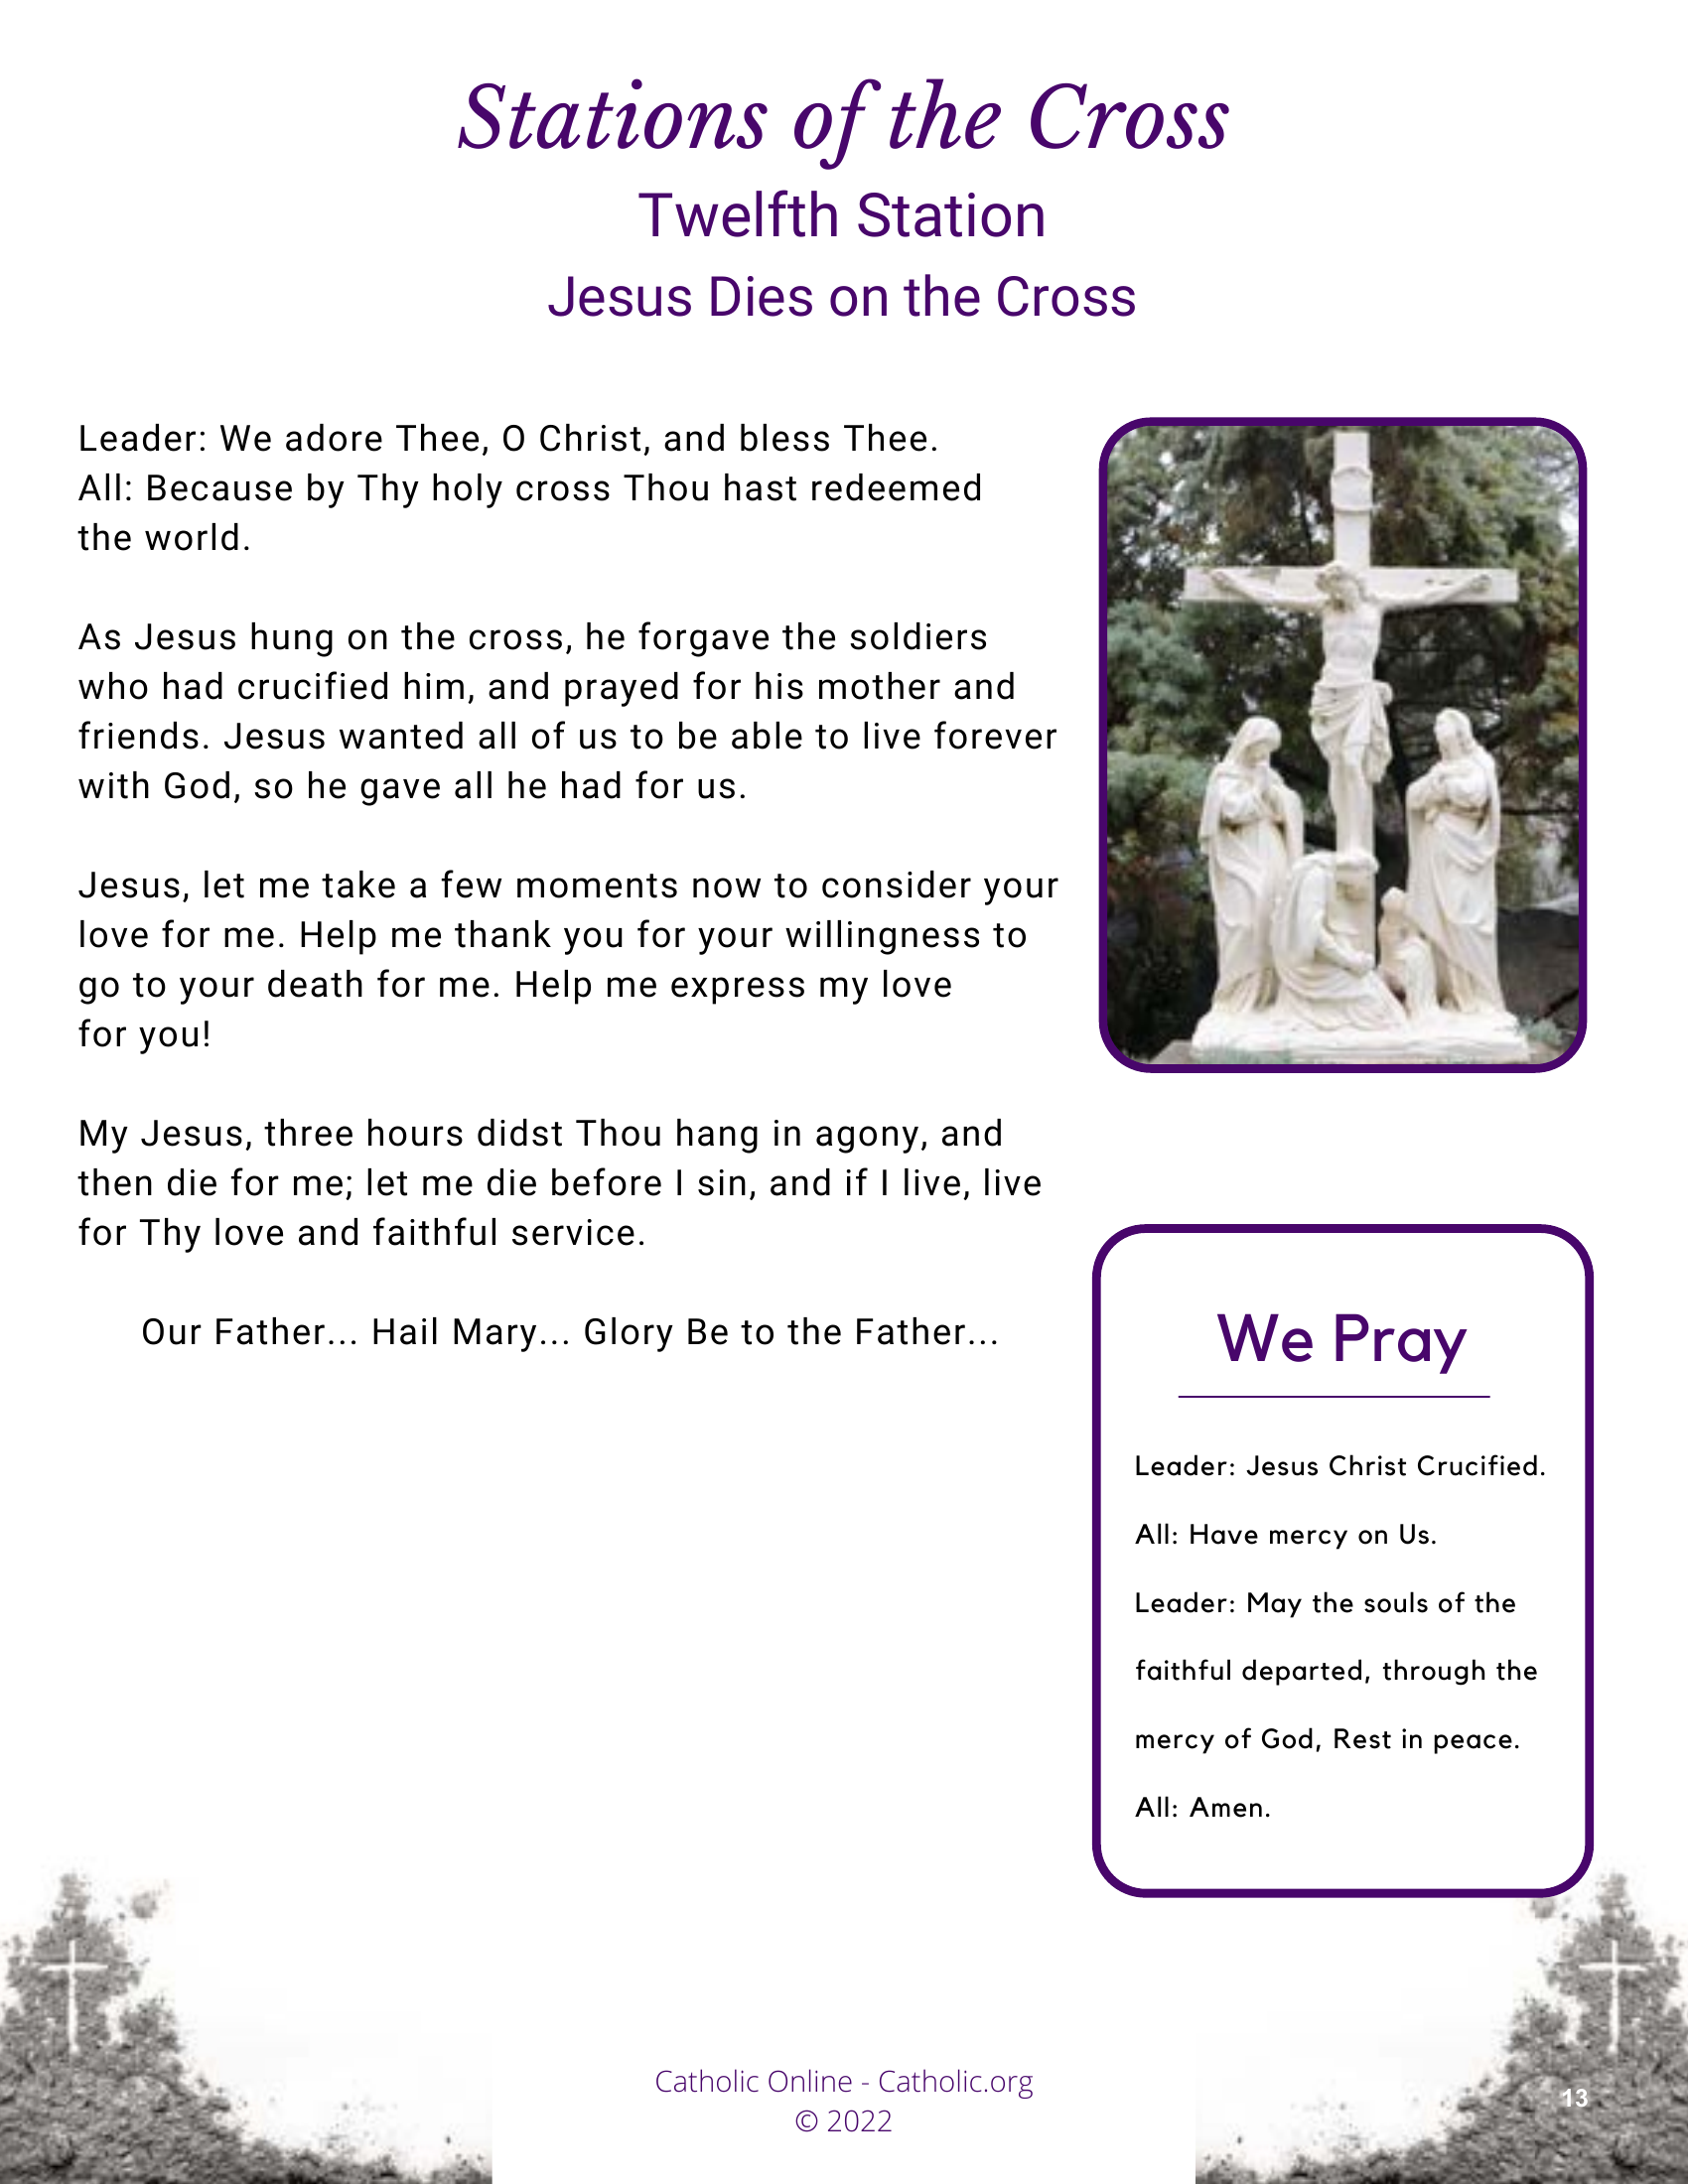 Stations of the Cross
Twelfth Station
Jesus Dies on the Cross
Leader: We adore Thee, O Christ, and bless Thee.
All: Because by Thy holy cross Thou hast redeemed
the world.
As Jesus hung on the cross, he forgave the soldiers
who had crucified him, and prayed for his mother and
friends. Jesus wanted all of us to be able to live forever
with God, so he gave all he had for us.
Jesus, let me take a few moments now to consider your
love for me. Help me thank you for your willingness to
go to your death for me. Help me express my love
for you!
My Jesus, three hours didst Thou hang in agony, and
then die for me; let me die before I sin, and if I live, live
for Thy love and faithful service.
Our Father... Hail Mary... Glory Be to the Father...
We Pray
Leader: Jesus Christ Crucified.
All: Have mercy on Us.
Leader: May the souls of the
faithful departed, through the
mercy of God, Rest in peace.
All: Amen.
Catholic Online - Catholic.org
© 2022
13